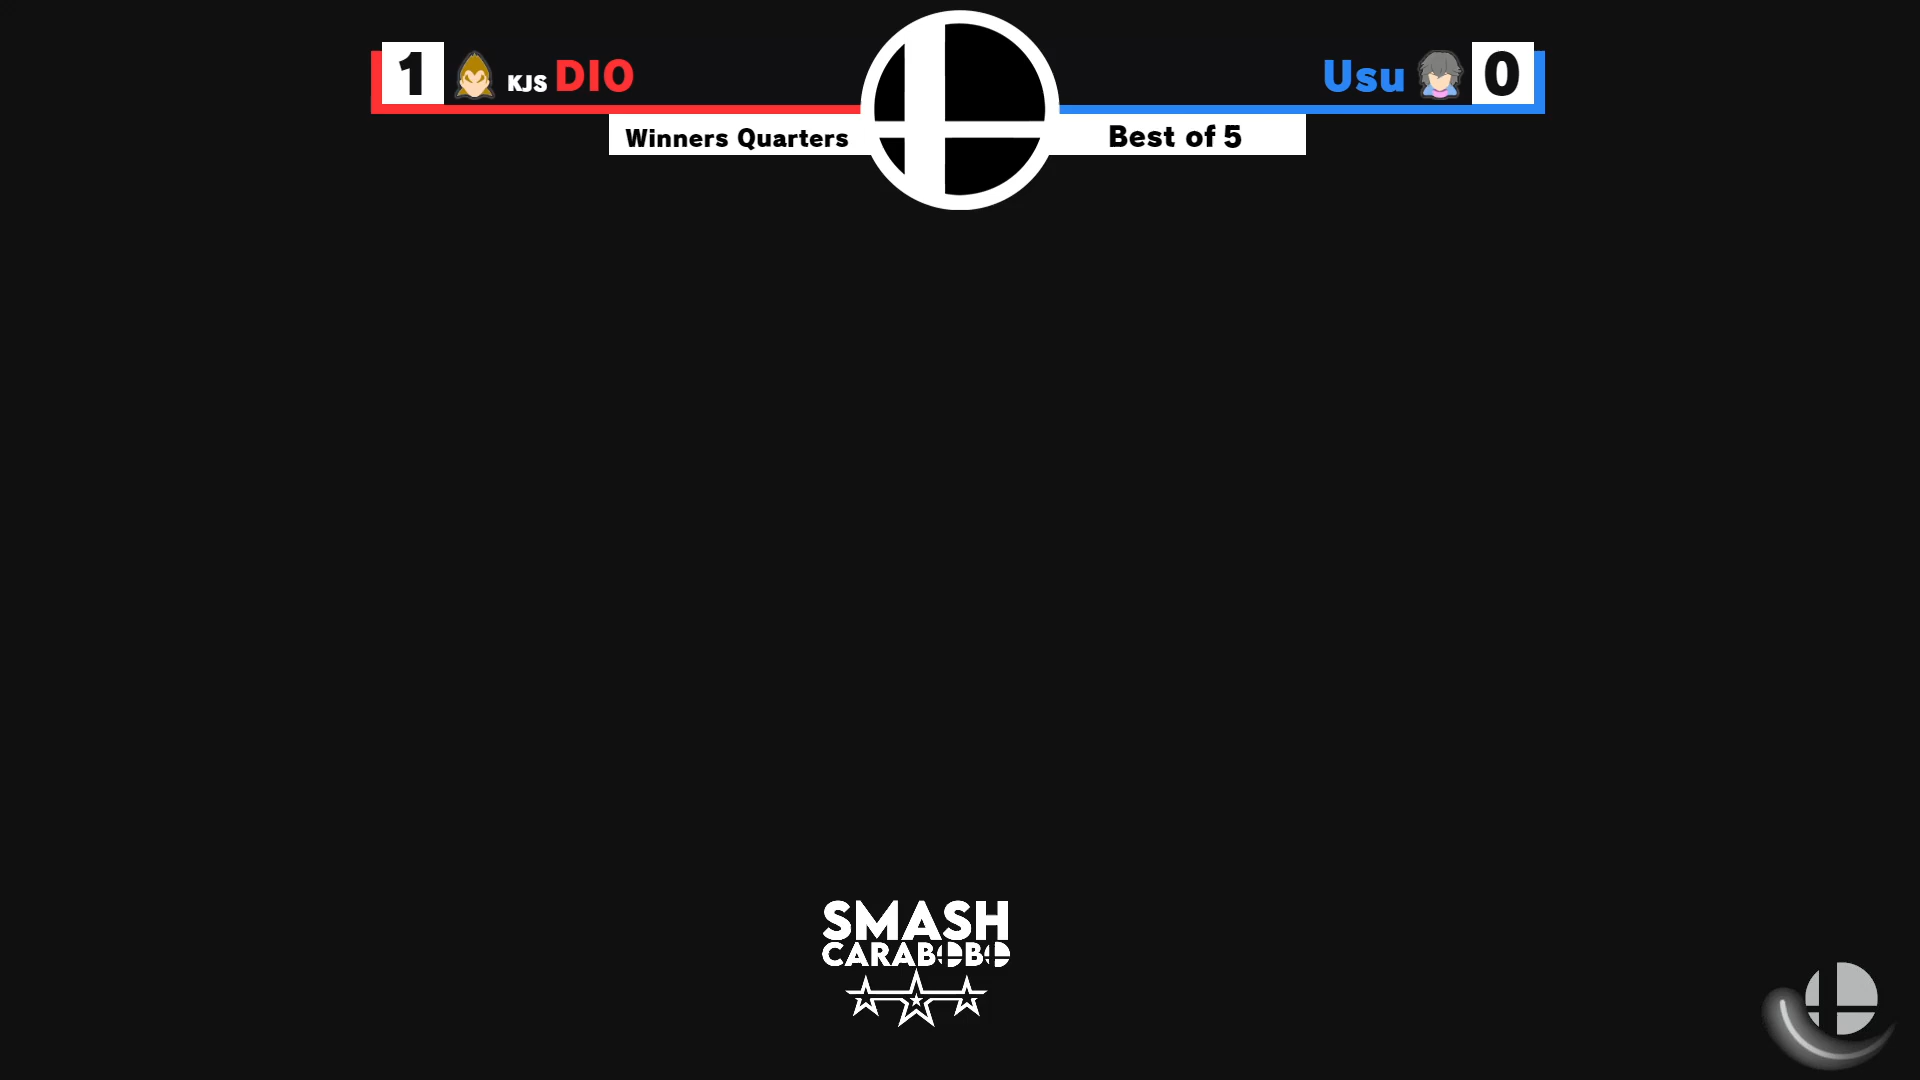 1 KJS DIO
Usu 0
Winners Quarters
Best of 5
SMASH
CARABOBO